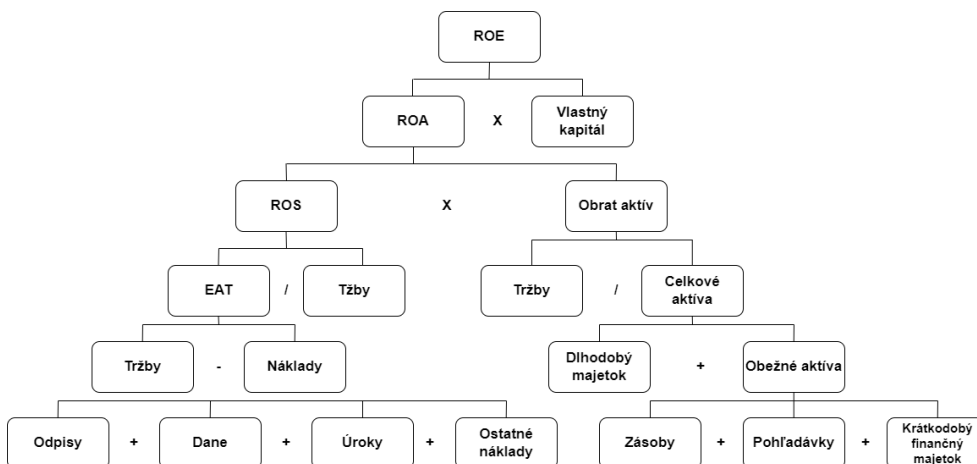 ROE
ROA X Vlastný
kapitál
ROS X Obrat aktív
EAT / Tžby Tržby / Celkové
aktíva
Tržby - Náklady Dlhodobý
majetok + Obežné aktíva
Odpisy + Dane + Úroky + Ostatné
náklady Zásoby + Pohľadávky + Krátkodobý
finančný
majetok